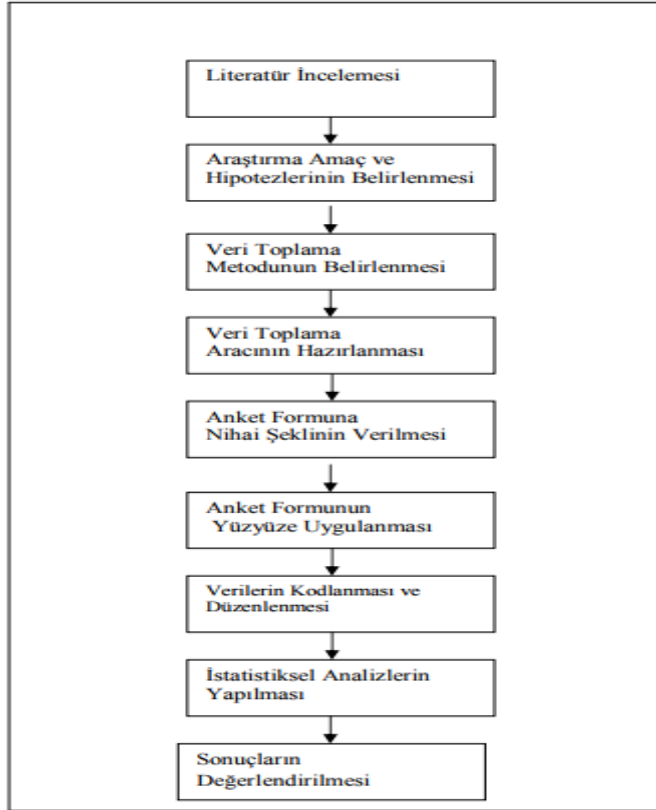 Literatür İncelemesi
Araştırma Amaç ve
Hipotezlerinin Belirlenmesi
Veri Toplama
Metodunun Belirlenmesi
Veri Toplama
Aracının Hazırlanması
Anket Formuna
Nihai Şeklinin Verilmesi
Anket Formunun
Yüzyüze Uygulanması
Verilerin Kodlanması ve
Düzenlenmesi
İstatistiksel Analizlerin
Yapılması
Sonuçların
Değerlendirilmesi